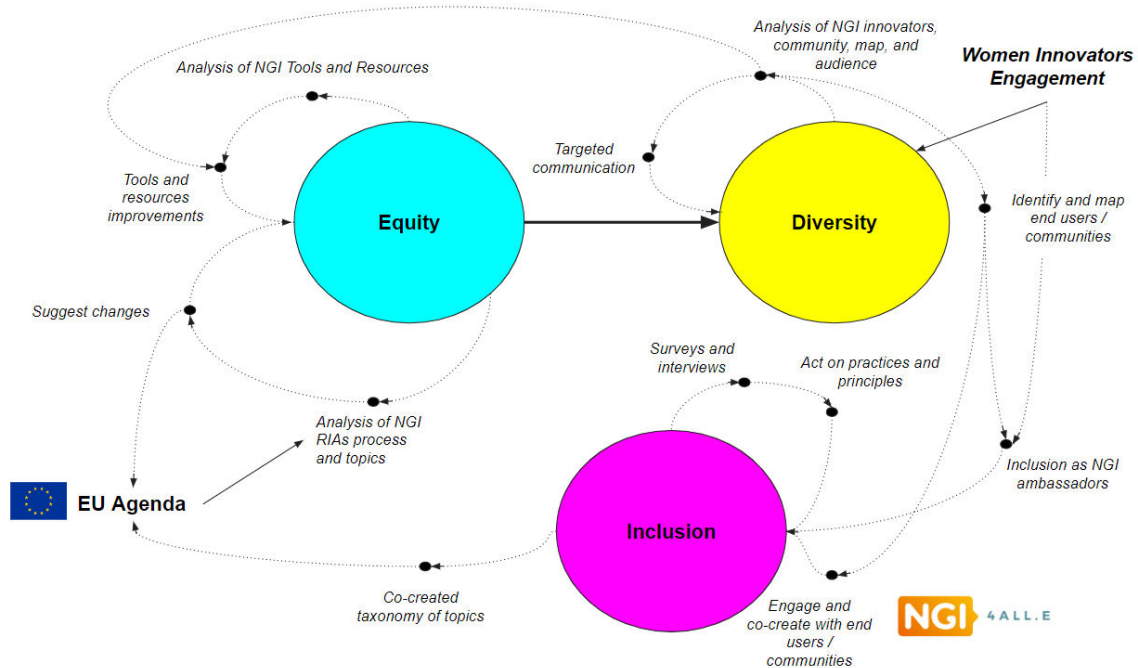 Analysis of NGI innovators,
community, map, and
audience
Women Innovators
Engagement
Analysis of NGI Tools and Resources
Targeted
communication
Tools and
resources
improvements
Equity
Diversity
Identify and map
end users /
communities
Suggest changes
Surveys and
interviews
Act on practices and
principles
Analysis of NGI
RIAs process
and topics
Inclusion as NGI
ambassadors
EU Agenda
Inclusion
Co-created
taxonomy of topics
Engage and
co-create with end
users /
communities
NGI 4ALL.E